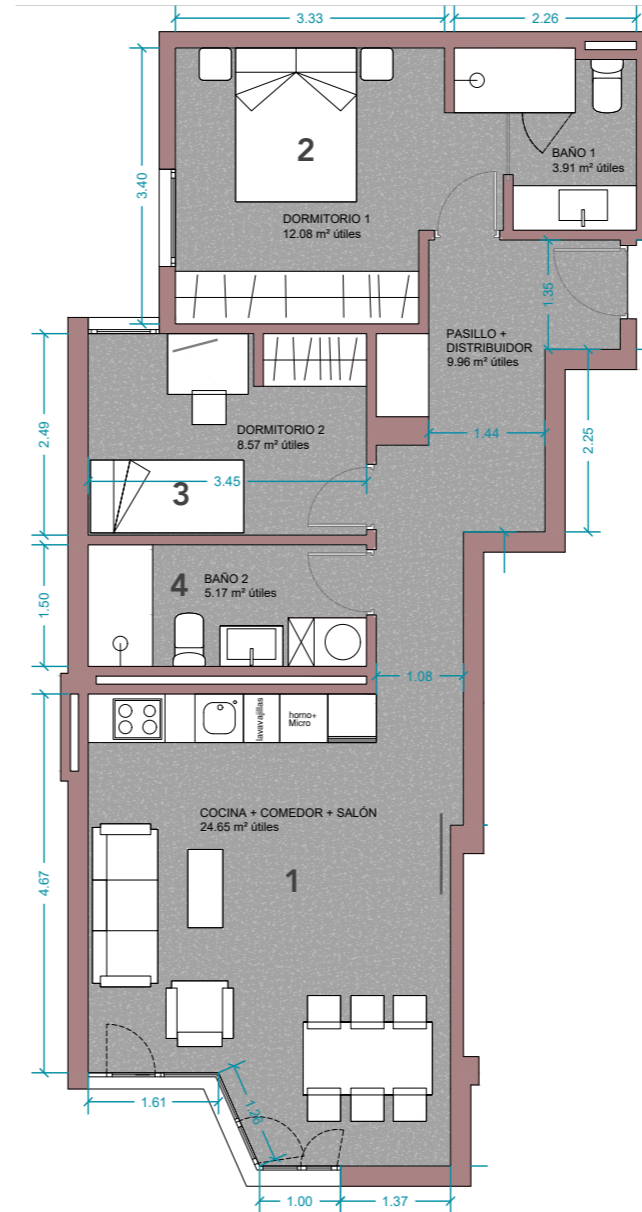 3.33
2.26
2
3.40
BAÑO 1
3.91 m² útiles
DORMITORIO 1
12.08 m² útiles
1.35
PASILLO +
DISTRIBUIDOR
9.96 m² útiles
2.49
DORMITORIO 2
8.57 m² útiles
1.44
2.25
3.45
3
1.50
4
BAÑO 2
5.17 m² útiles
1.08
lavavajillas
horno+
Micro
COCINA + COMEDOR + SALÓN
24.65 m² útiles
4.67
1
1.61
1.26
1.00
1.37